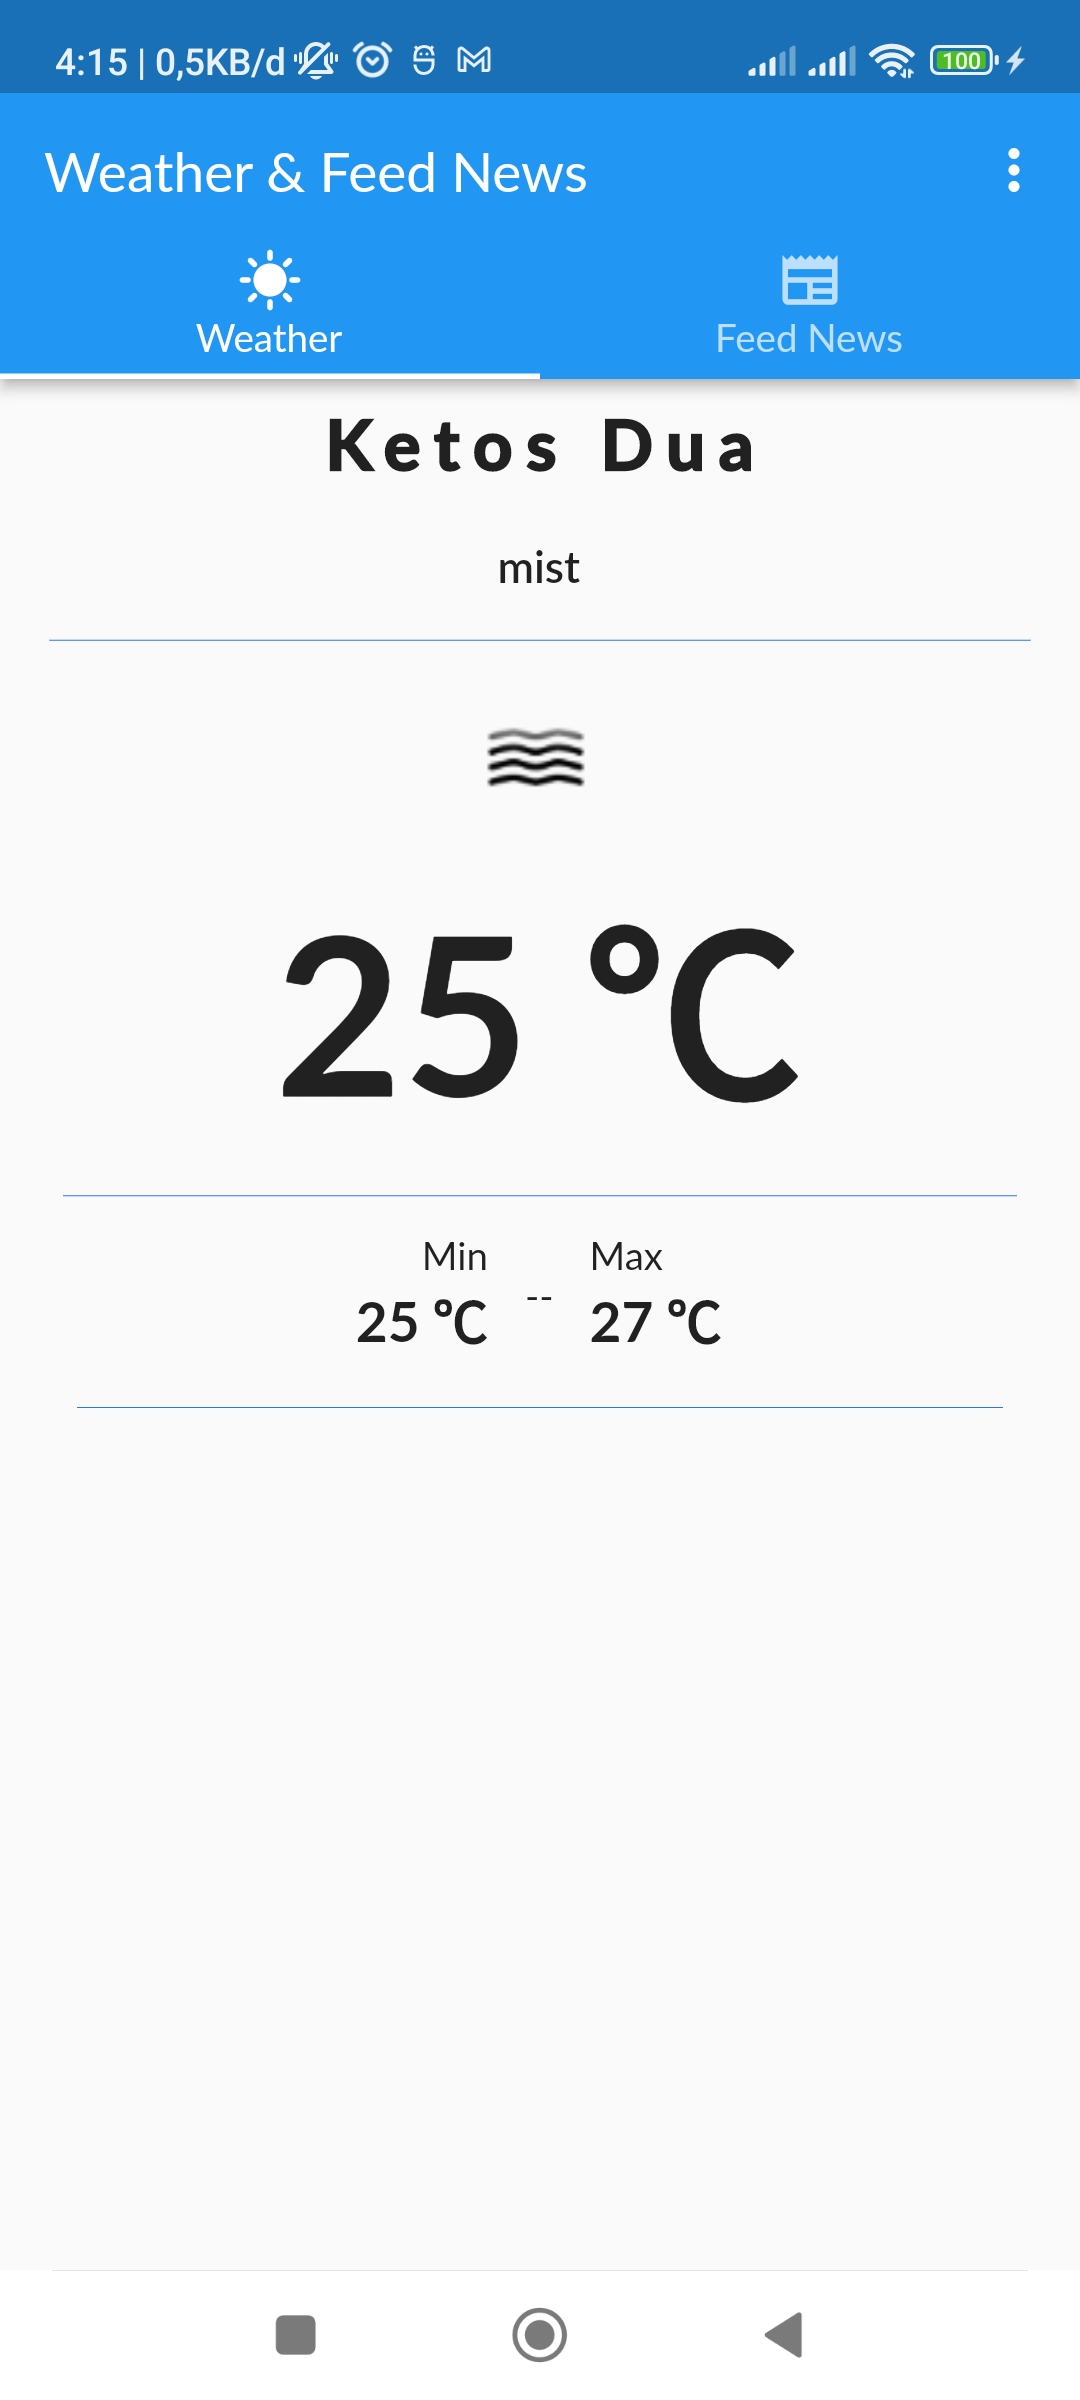 4:15 | 0,5KB/d
100
Weather & Feed News
Weather
Feed News
Ketos Dua
mist
25 °C
Min
Max
25 °C -- 27 °C